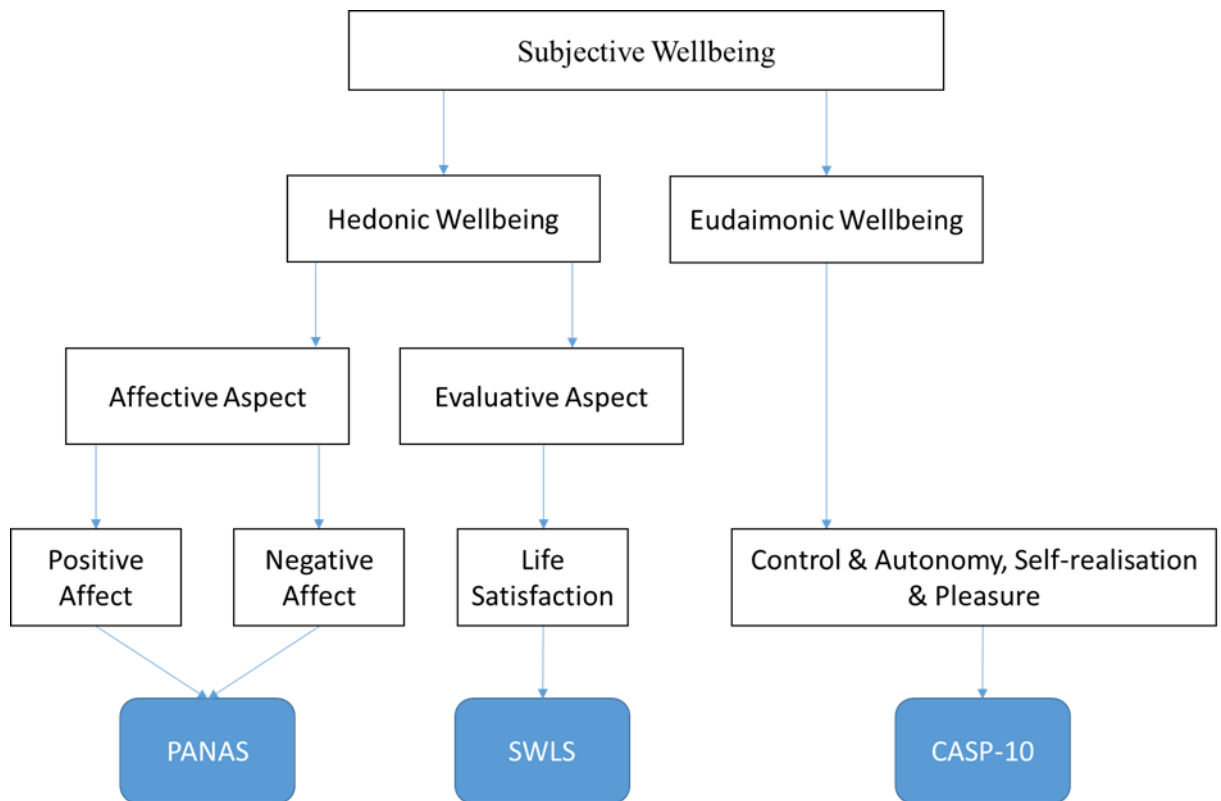 Subjective Wellbeing
Hedonic Wellbeing
Eudaimonic Wellbeing
Affective Aspect
Evaluative Aspect
Positive
Affect
Negative
Affect
Life
Satisfaction
Control & Autonomy, Self-realisation
& Pleasure
PANAS
SWLS
CASP-10